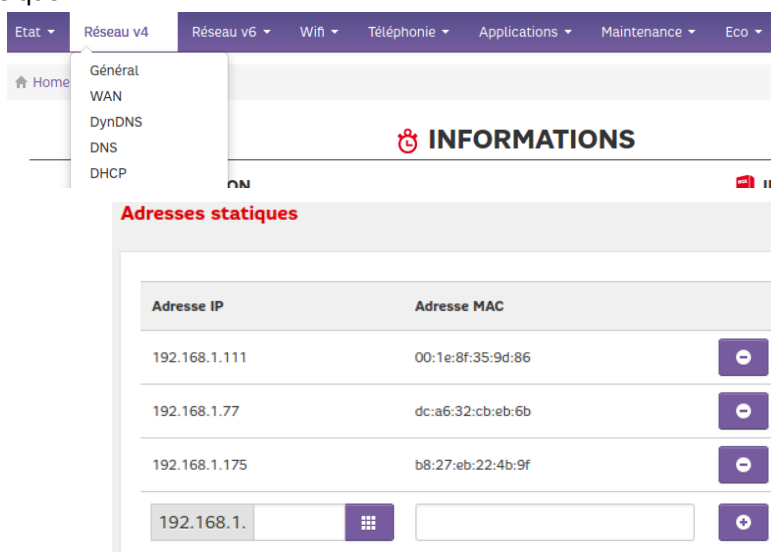 Etat Réseau v4 Réseau v6 Wifi Téléphonie Applications Maintenance Eco
Général
Home
WAN
DynDNS
DNS
DHCP
INFORMATIONS
Adresses statiques
Adresse IP Adresse MAC
192.168.1.111 00:1e:8f:35:9d:86
192.168.1.77 dc:a6:32:cb:eb:6b
192.168.1.175 b8:27:eb:22:4b:9f
192.168.1.